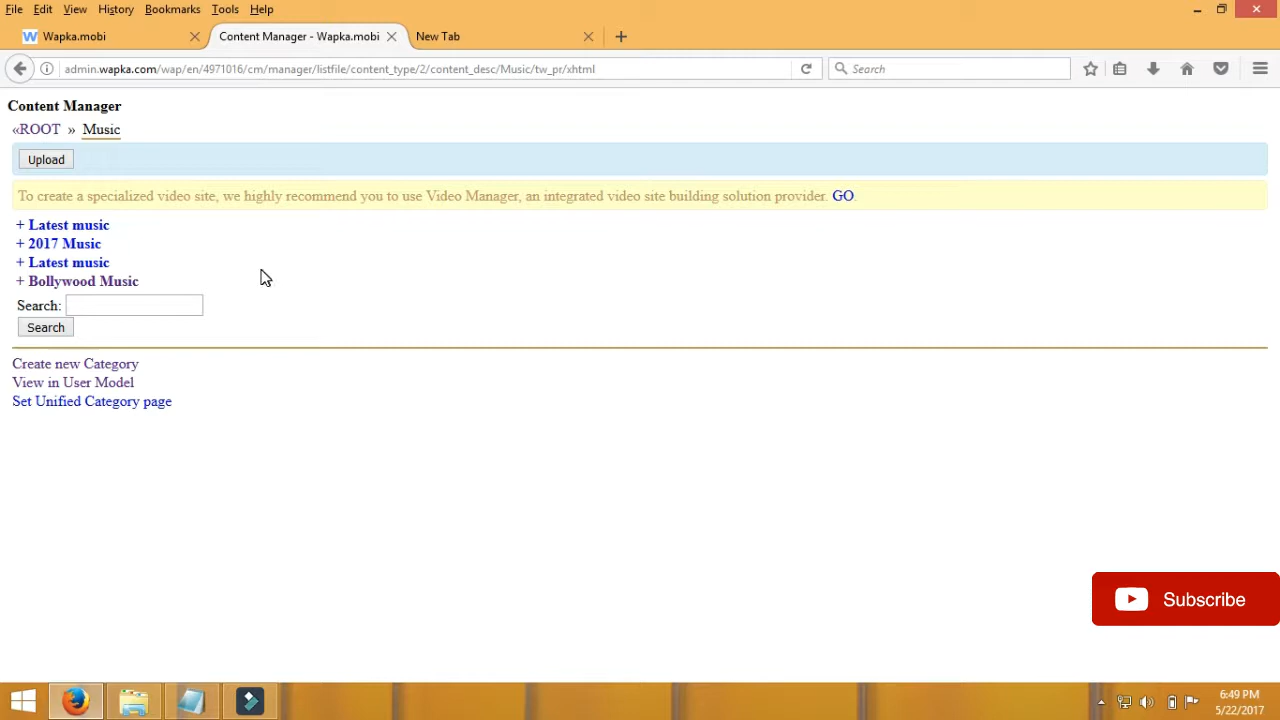 File Edit View History Bookmarks Tools Help
Wapka.mobi Content Manager - Wapka.mobi New Tab
admin.wapka.com/wap/en/4971016/cm/manager/listfile/content_type/2/content_desc/Music/tw_pr/xhtml Search
Content Manager
«ROOT » Music
Upload
To create a specialized video site, we highly recommend you to use Video Manager, an integrated video site building solution provider. GO.
+ Latest music
+ 2017 Music
+ Latest music
+ Bollywood Music
Search:
Search
Create new Category
View in User Model
Set Unified Category page
Subscribe
6:49 PM
5/22/2017